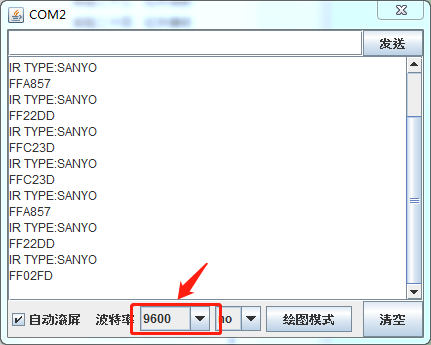 COM2
发送
IR TYPE:SANYO
FFA857
IR TYPE:SANYO
FF22DD
IR TYPE:SANYO
FFC23D
IR TYPE:SANYO
FFC23D
IR TYPE:SANYO
FFA857
IR TYPE:SANYO
FF22DD
IR TYPE:SANYO
FF02FD
自动滚屏 波特率 9600 no 绘图模式 清空